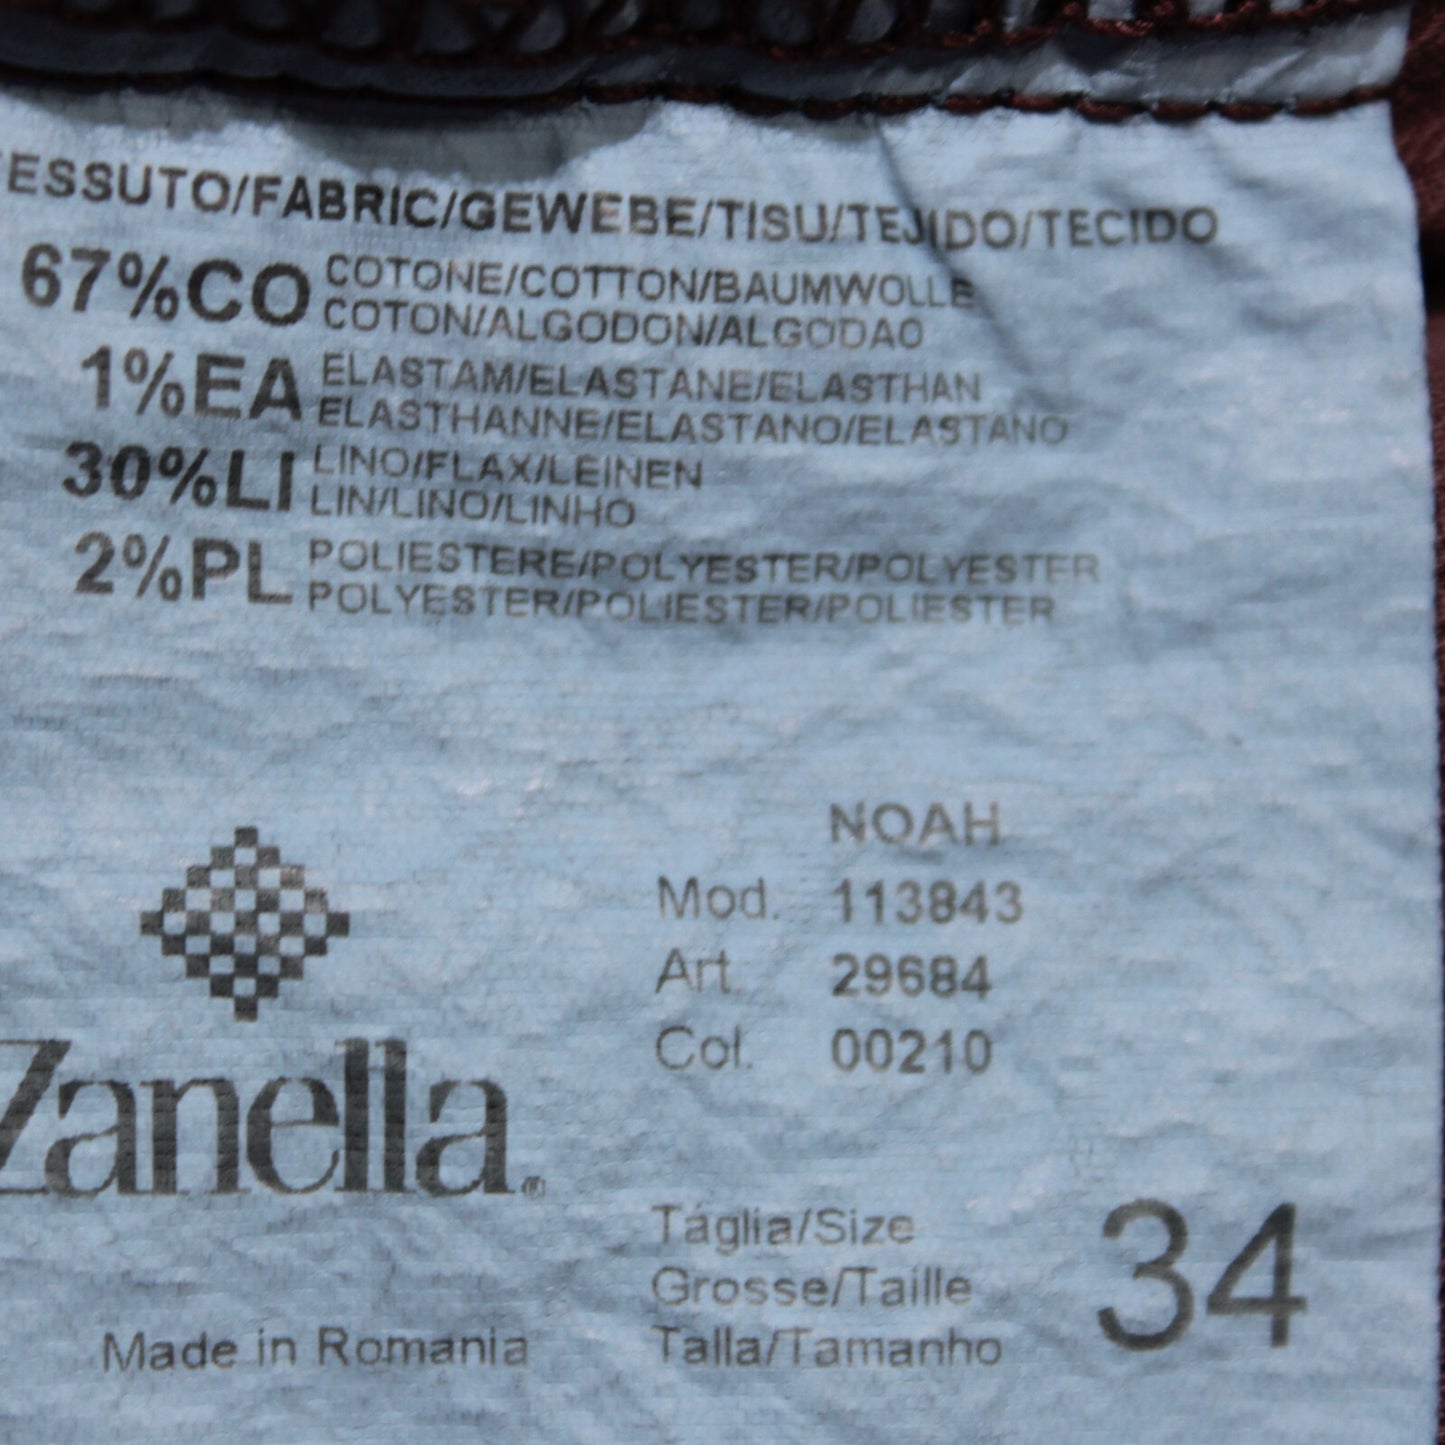 ESSUTO/FABRIC/GEWEBE/TISU/TEJIDO/TECIDO
67%CO COTONE/COTTON/BAUMWOLLE
COTON/ALGODON/ALGODAO
1%EA ELASTAM/ELASTANE/ELASTHAN
ELASTHANNE/ELASTANO/ELASTANO
30%LI LINO/FLAX/LEINEN
LIN/LINO/LINHO
2%PL POLIESTERE/POLYESTER/POLYESTER
POLYESTER/POLIESTER/POLIESTER
NOAH
Mod. 113843
Art. 29684
Col. 00210
Zanella®
Taglia/Size
Grosse/Taille
Talla/Tamanho
34
Made in Romania